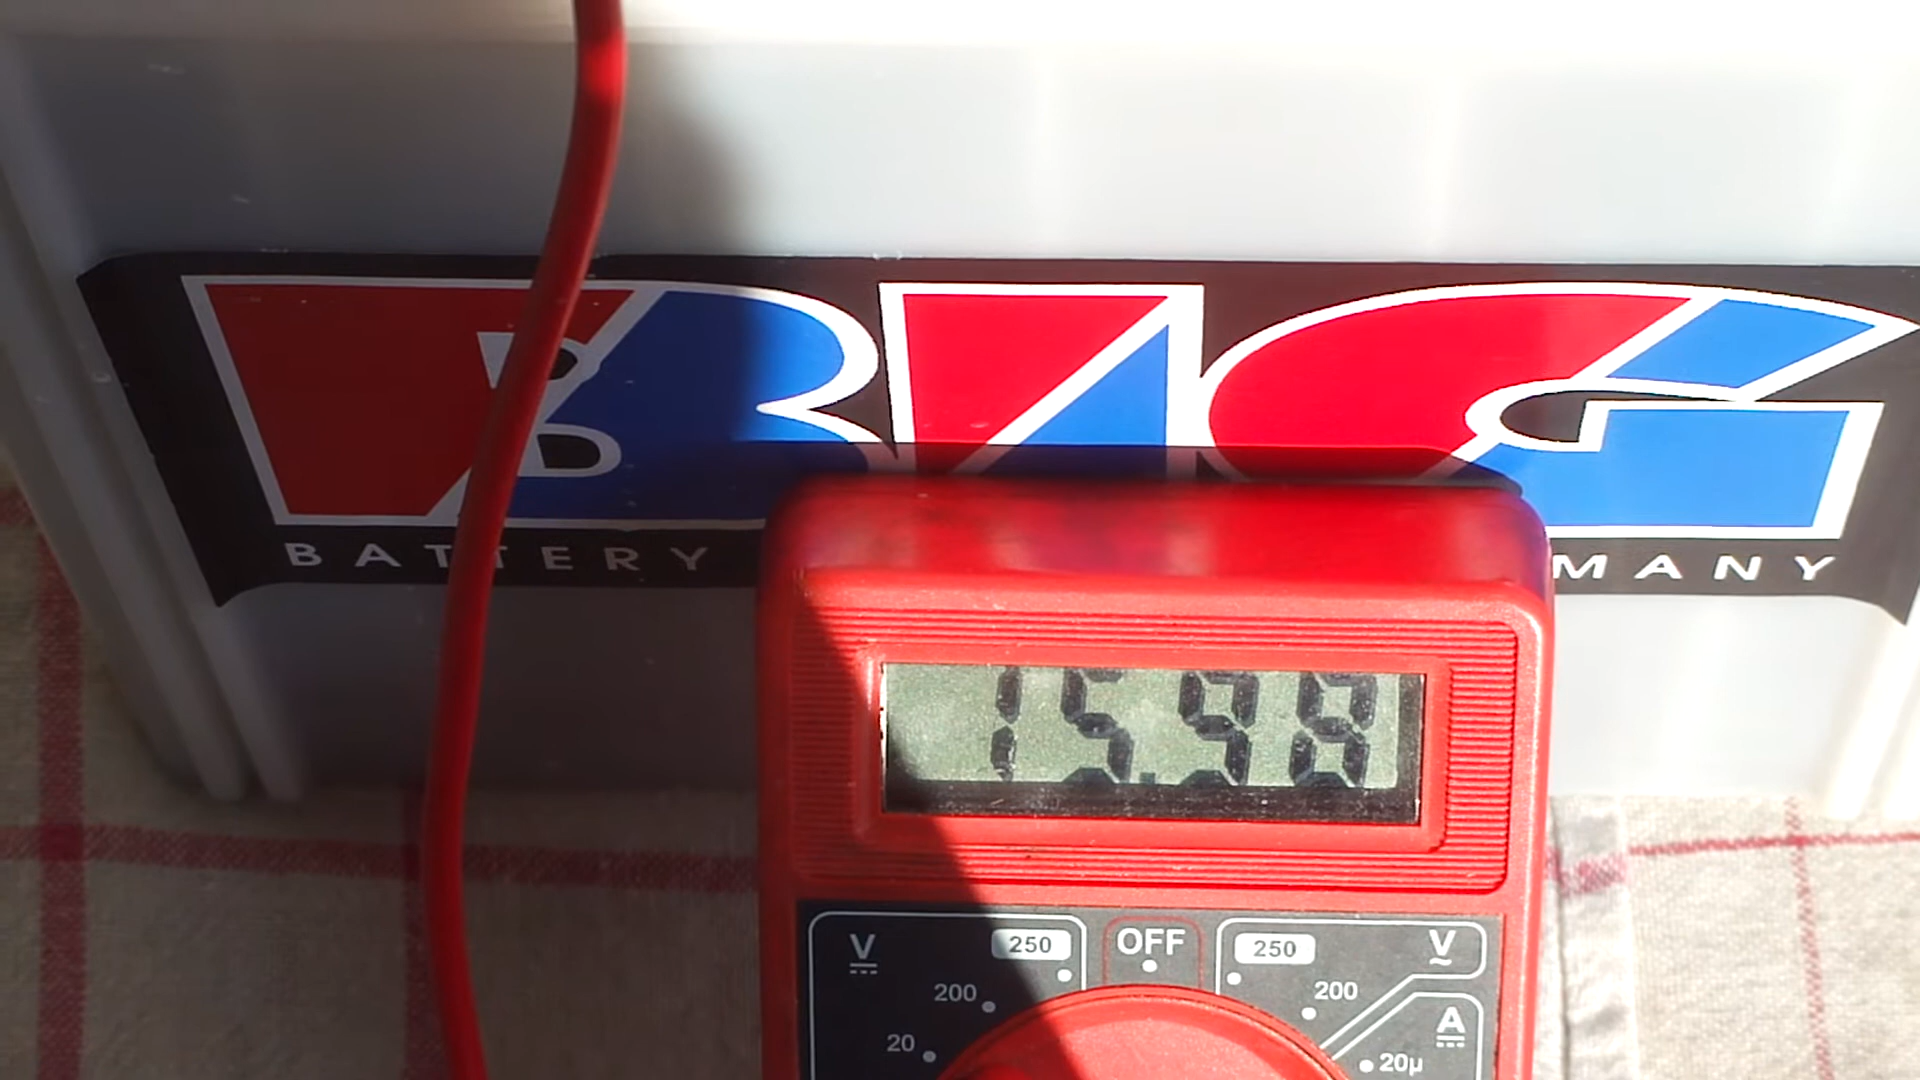 BIG
BATTERY MANY
15.98
V 250 OFF 250 V
200 200
A
20 20µ